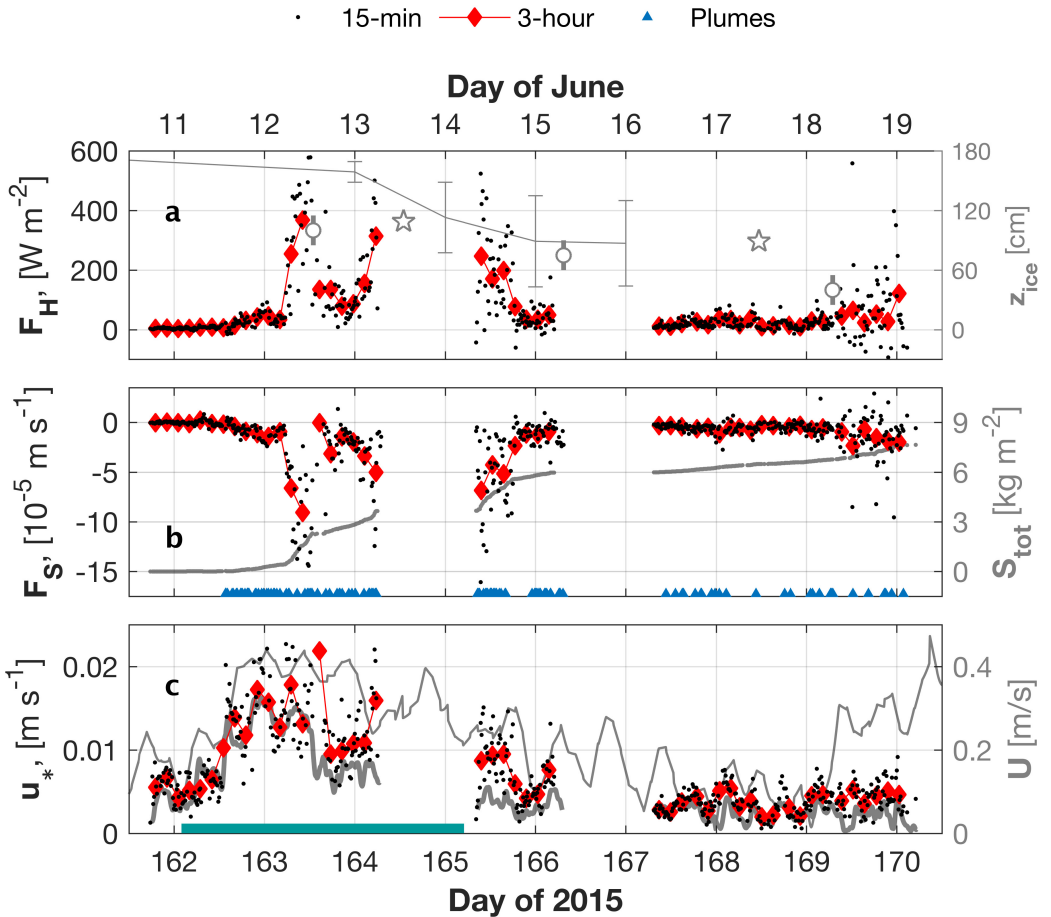 15-min 3-hour Plumes
Day of June
11 12 13 14 15 16 17 18 19
600 400 200 0
F_H, [W m^-2]
a
180 120 60 0
z_ice [cm]
0 -5 -10 -15
F_S, [10^-5 m s^-1]
b
9 6 3 0
S_tot [kg m^-2]
0.02 0.01 0
u_*, [m s^-1]
c
0.4 0.2 0
U [m/s]
162 163 164 165 166 167 168 169 170
Day of 2015